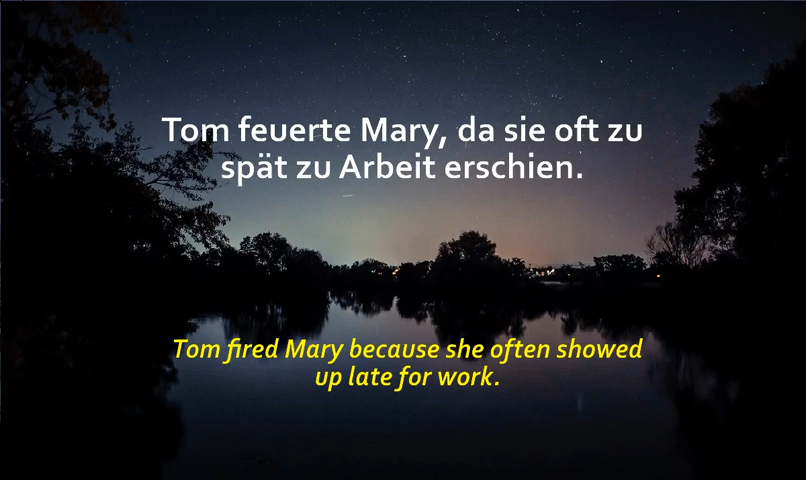 Tom feuerte Mary, da sie oft zu
spät zu Arbeit erschien.
Tom fired Mary because she often showed
up late for work.